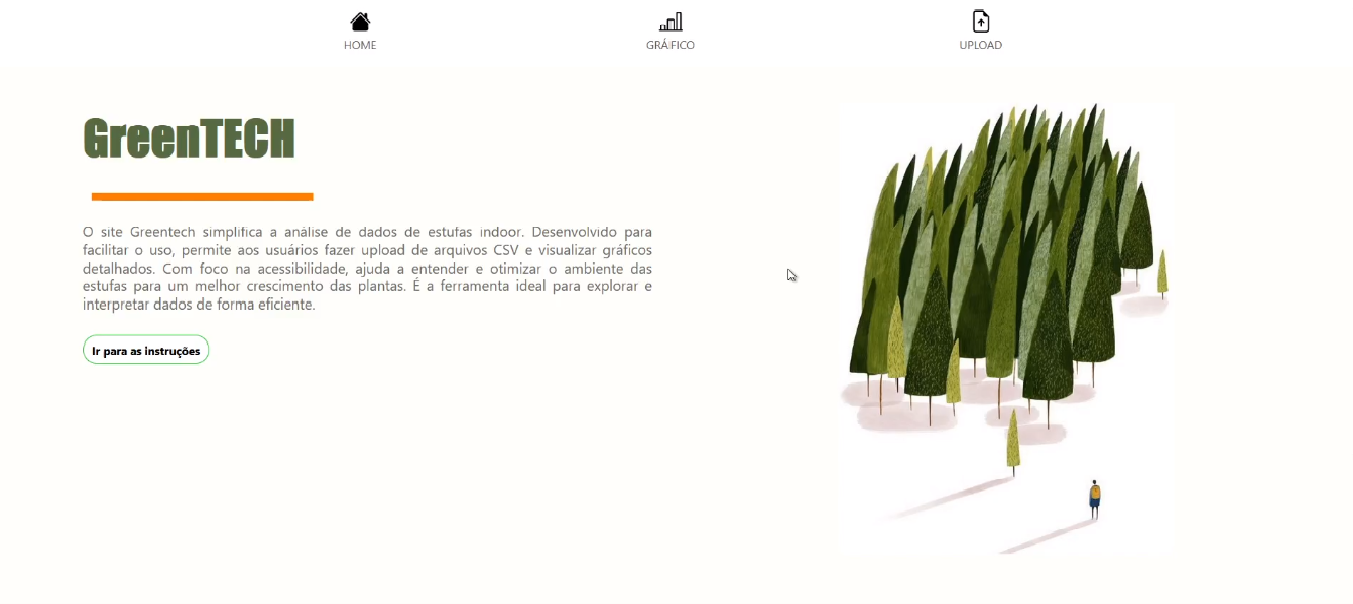 HOME
GRÁFICO
UPLOAD
GreenTECH
O site Greentech simplifica a análise de dados de estufas indoor. Desenvolvido para
facilitar o uso, permite aos usuários fazer upload de arquivos CSV e visualizar gráficos
detalhados. Com foco na acessibilidade, ajuda a entender e otimizar o ambiente das
estufas para um melhor crescimento das plantas. É a ferramenta ideal para explorar e
interpretar dados de forma eficiente.
Ir para as instruções